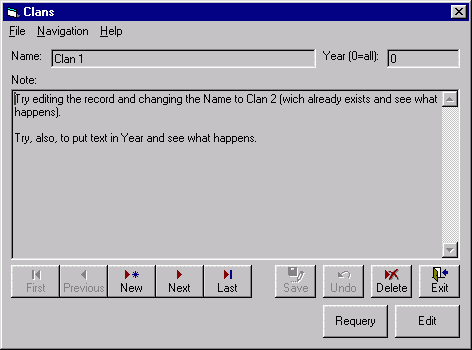 Clans
File Navigation Help
Name: Clan 1 Year (0=all): 0
Note:
Try editing the record and changing the Name to Clan 2 (wich already exists and see what
happens).
Try, also, to put text in Year and see what happens.
First Previous New Next Last Save Undo Delete Exit
Requery Edit